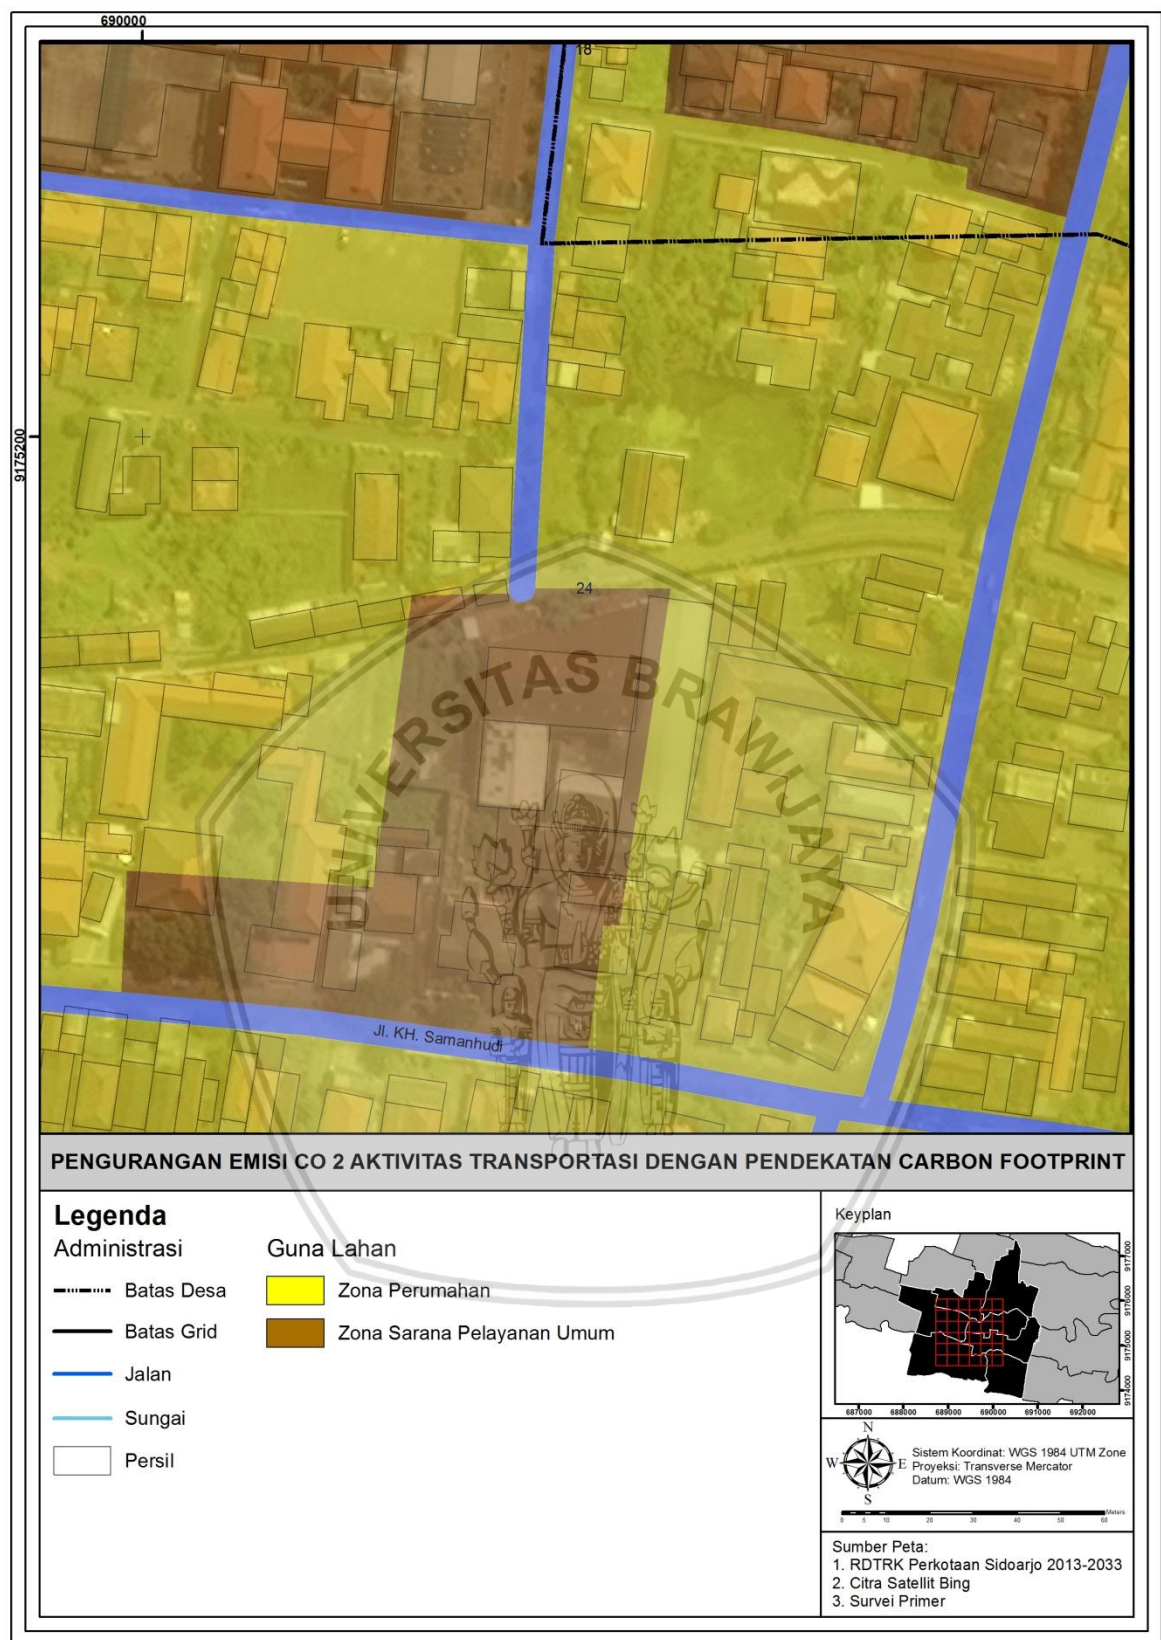 690000
18
9175200
24
UNIVERSITAS BRAWIJAYA
Jl. KH. Samanhudi
PENGURANGAN EMISI CO 2 AKTIVITAS TRANSPORTASI DENGAN PENDEKATAN CARBON FOOTPRINT
Legenda
Administrasi
Batas Desa
Batas Grid
Jalan
Sungai
Persil
Guna Lahan
Zona Perumahan
Zona Sarana Pelayanan Umum
Keyplan
9177000
9176000
9175000
9174000
687000 688000 689000 690000 691000 692000
N
W E
S
Sistem Koordinat: WGS 1984 UTM Zone
Proyeksi: Transverse Mercator
Datum: WGS 1984
Meters
0 5 10 20 30 40 50 60
Sumber Peta:
1. RDTRK Perkotaan Sidoarjo 2013-2033
2. Citra Satellit Bing
3. Survei Primer